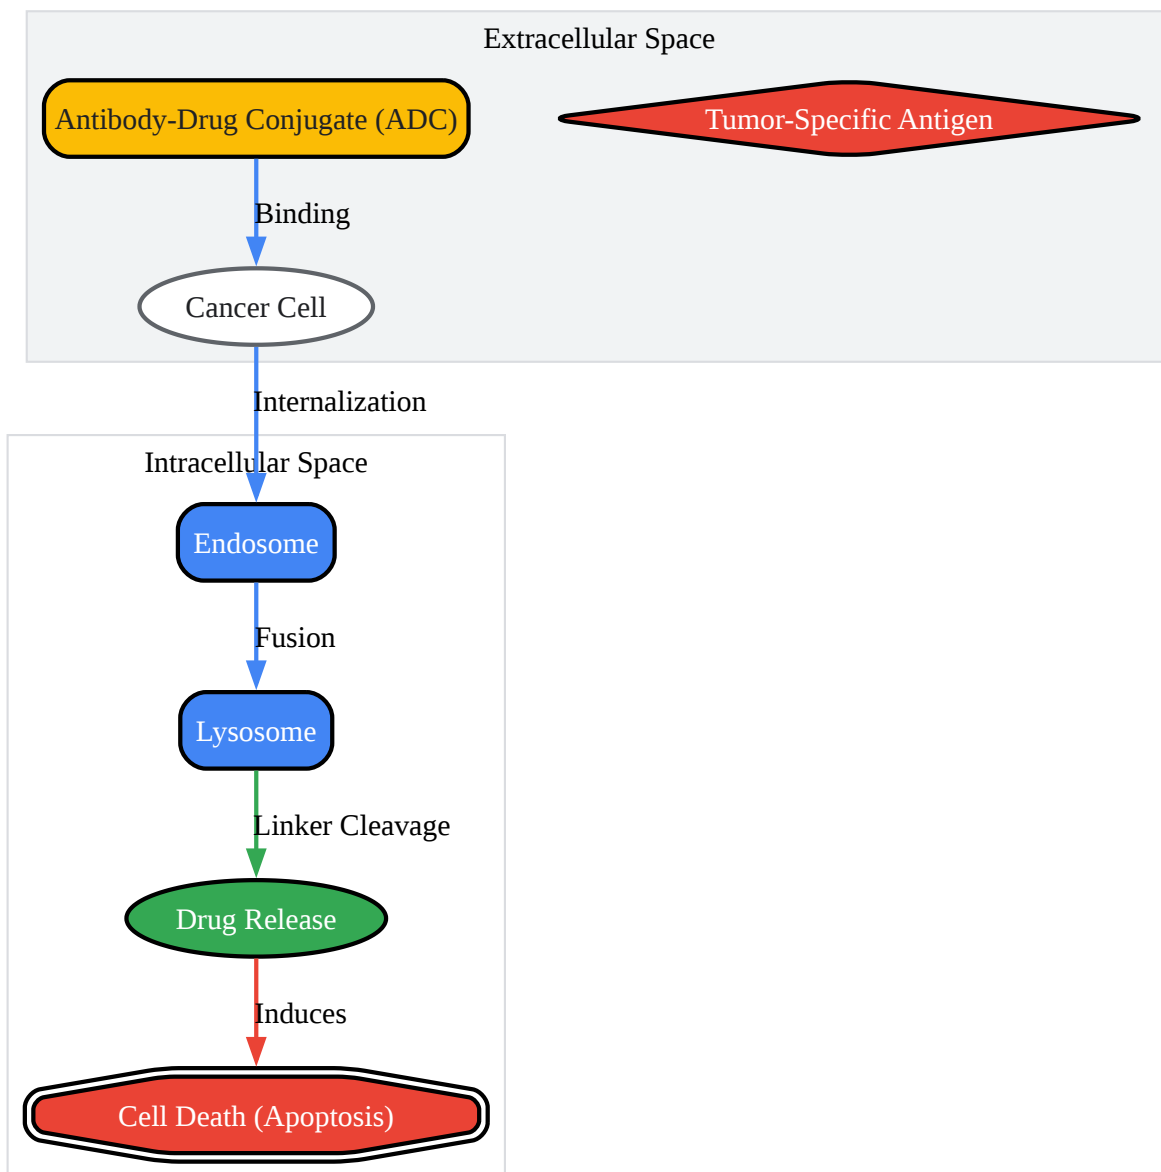 Extracellular Space
Antibody-Drug Conjugate (ADC)
Tumor-Specific Antigen
Binding
Cancer Cell
Internalization
Intracellular Space
Endosome
Fusion
Lysosome
Linker Cleavage
Drug Release
Induces
Cell Death (Apoptosis)